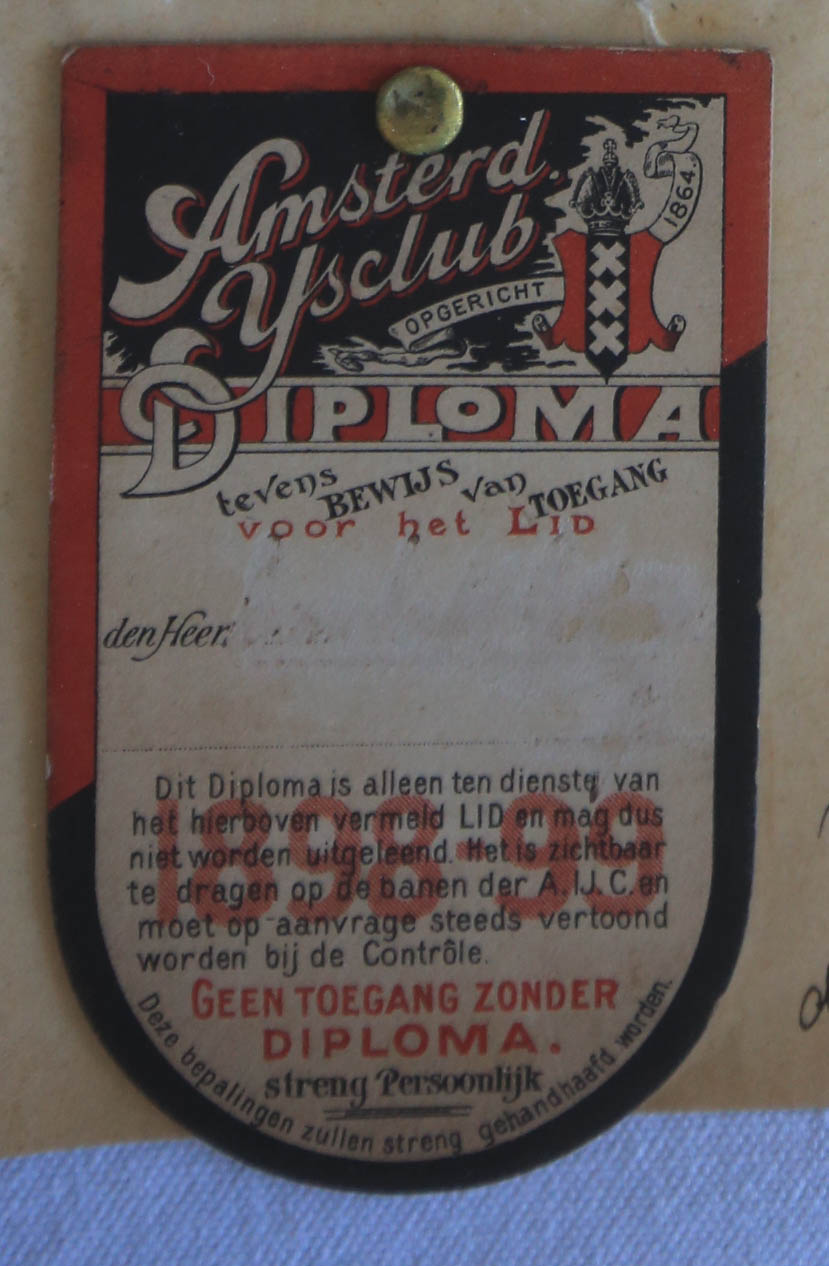 Amsterd.
Ysclub
OPGERICHT 1864.
DIPLOMA
tevens BEWIJS van TOEGANG
voor het LID
den Heer.
1898-99
Dit Diploma is alleen ten dienste van
het hierboven vermeld LID en mag dus
niet worden uitgeleend. Het is zichtbaar
te dragen op de banen der A.IJ.C. en
moet op aanvrage steeds vertoond
worden bij de Contrôle.
GEEN TOEGANG ZONDER
DIPLOMA.
streng Persoonlijk
Deze bepalingen zullen streng gehandhaafd worden.